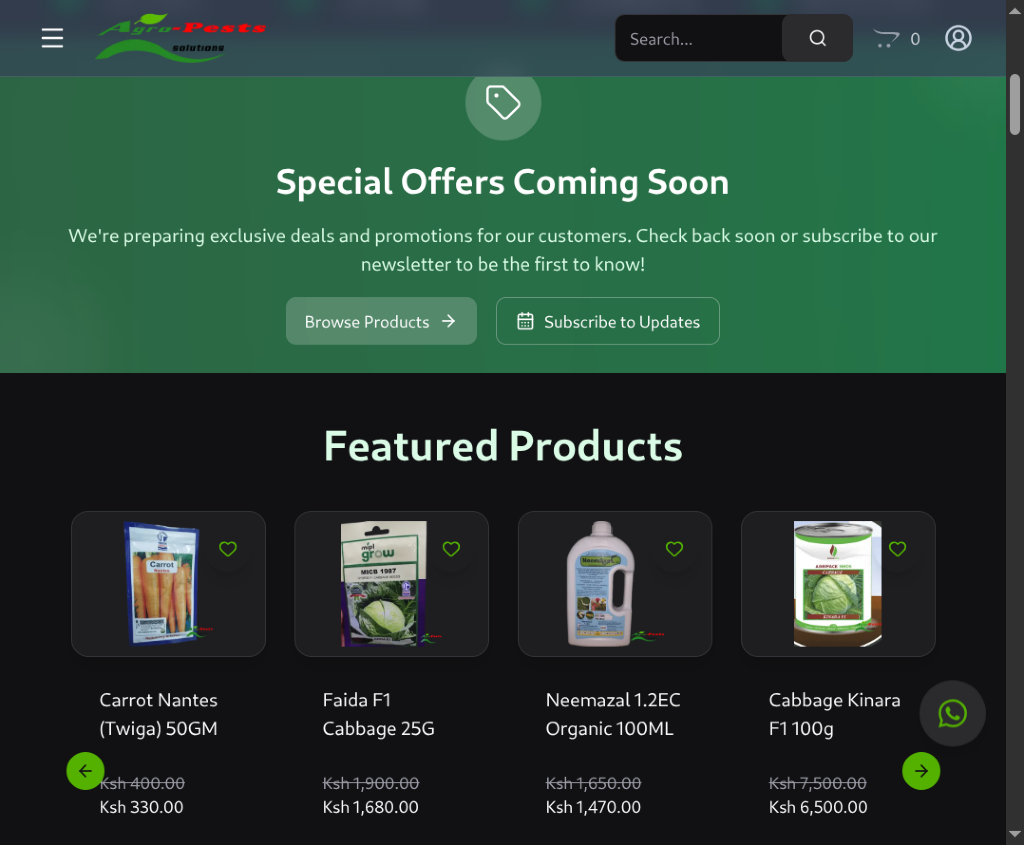 Agro-Pests
solutions
Search...
0
Special Offers Coming Soon
We're preparing exclusive deals and promotions for our customers. Check back soon or subscribe to our
newsletter to be the first to know!
Browse Products
Subscribe to Updates
Featured Products
Carrot
Nantes
mpl
grow
MICB 1987
Carrot Nantes
(Twiga) 50GM
Faida F1
Cabbage 25G
Neemazal 1.2EC
Organic 100ML
Cabbage Kinara
F1 100g
Ksh 400.00
Ksh 330.00
Ksh 1,900.00
Ksh 1,680.00
Ksh 1,650.00
Ksh 1,470.00
Ksh 7,500.00
Ksh 6,500.00